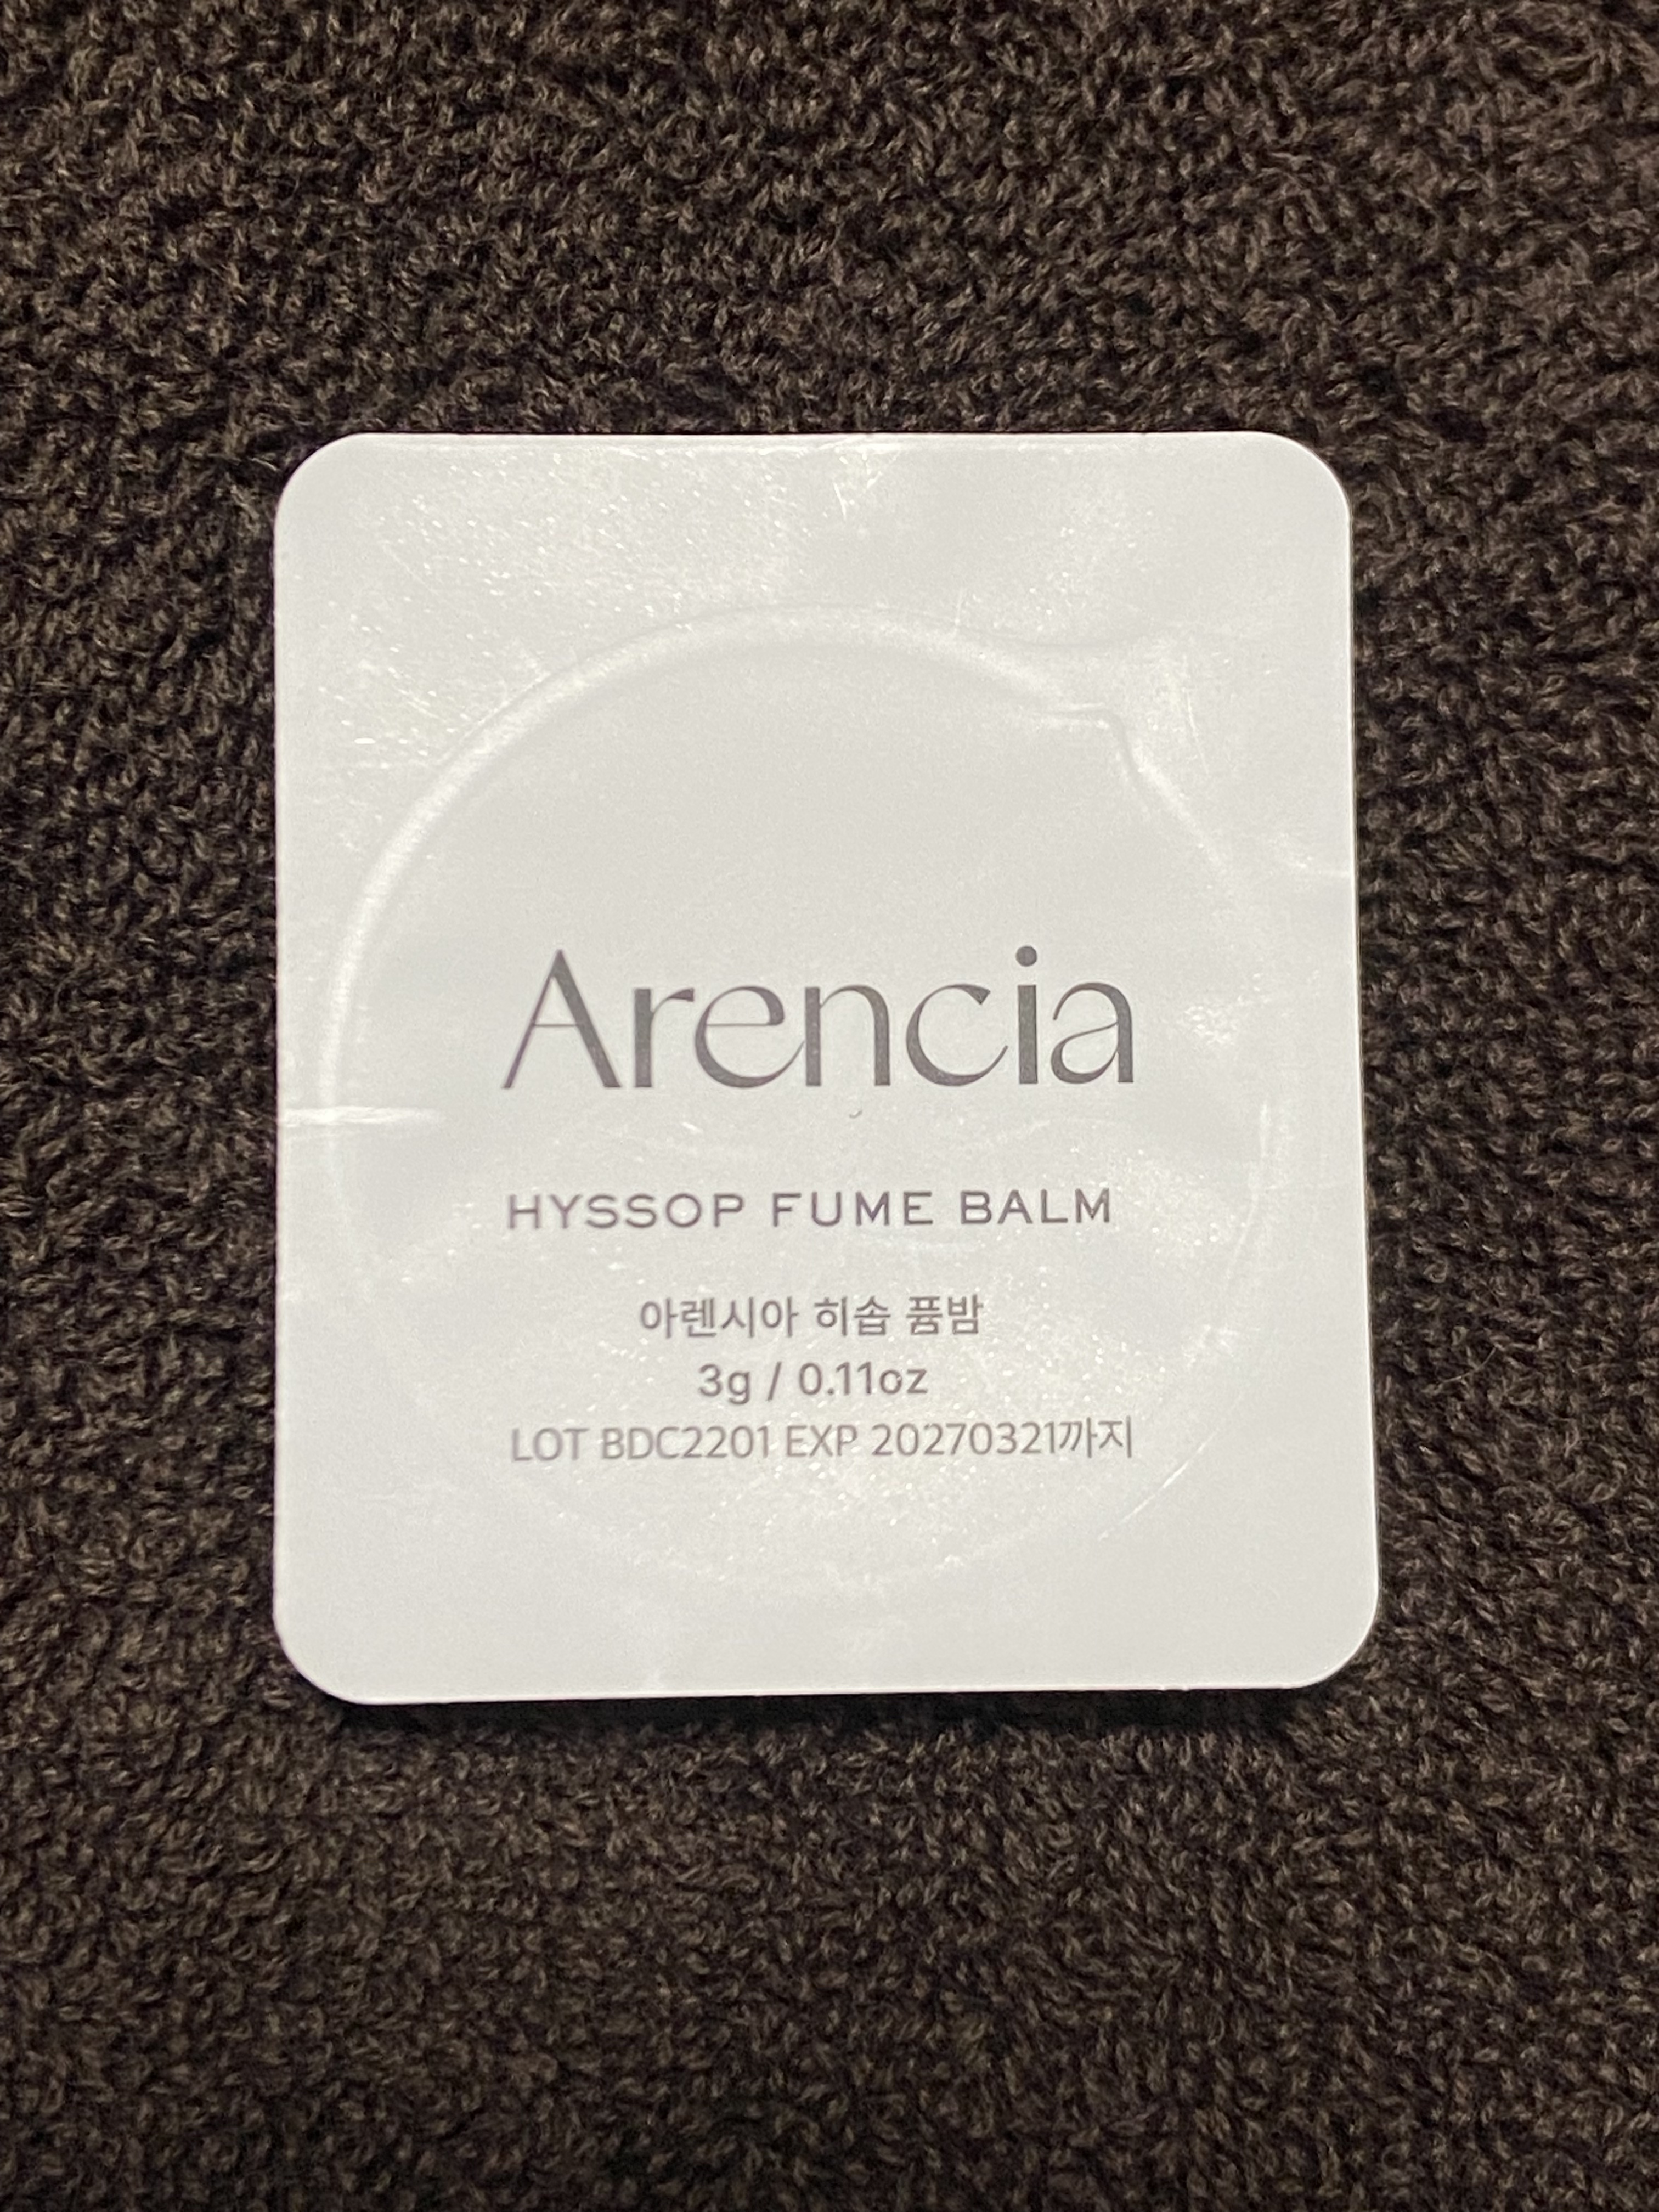 Arencia
HYSSOP FUME BALM
아렌시아 히솝 퓸밤
3g / 0.11oz
LOT BDC2201 EXP 20270321까지